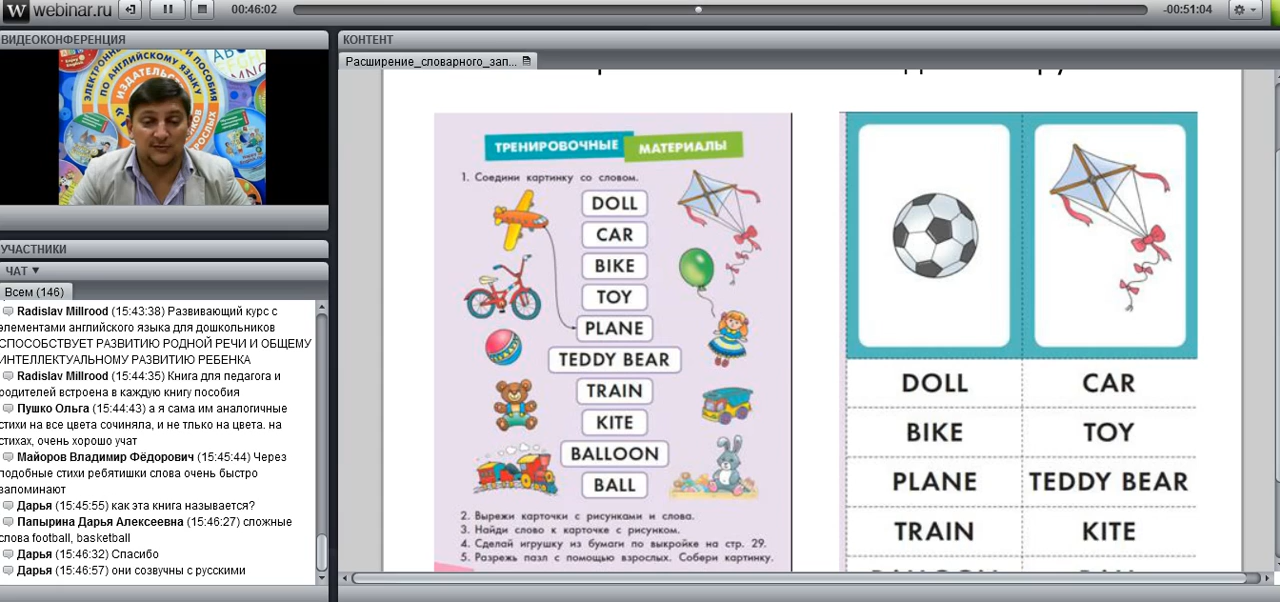 W webinar.ru
00:46:02
-00:51:04
ВИДЕОКОНФЕРЕНЦИЯ
ЭЛЕКТРОННЫЕ
ПОСОБИЯ
ПО АНГЛИЙСКОМУ ЯЗЫКУ
УЧАСТНИКИ
ЧАТ ▼
Всем (146)
Radislav Millrood (15:43:38) Развивающий курс с
элементами английского языка для дошкольников
СПОСОБСТВУЕТ РАЗВИТИЮ РОДНОЙ РЕЧИ И ОБЩЕМУ
ИНТЕЛЛЕКТУАЛЬНОМУ РАЗВИТИЮ РЕБЕНКА
Radislav Millrood (15:44:35) Книга для педагога и
родителей встроена в каждую книгу пособия
Пушко Ольга (15:44:43) а я сама им аналогичные
стихи на все цвета сочиняла, и не тлько на цвета. на
стихах, очень хорошо учат
Майоров Владимир Фёдорович (15:45:44) Через
подобные стихи ребятишки слова очень быстро
запоминают
Дарья (15:45:55) как эта книга называется?
Папырина Дарья Алексеевна (15:46:27) сложные
слова football, basketball
Дарья (15:46:32) Спасибо
Дарья (15:46:57) они созвучны с русскими
КОНТЕНТ
Расширение_словарного_зап...
ТРЕНИРОВОЧНЫЕ МАТЕРИАЛЫ
1. Соедини картинку со словом.
DOLL
CAR
BIKE
TOY
PLANE
TEDDY BEAR
TRAIN
KITE
BALLOON
BALL
2. Вырежи карточки с рисунками и слова.
3. Найди слово к карточке с рисунком.
4. Сделай игрушку из бумаги по выкройке на стр. 29.
5. Разрежь пазл с помощью взрослых. Собери картинку.
DOLL CAR
BIKE TOY
PLANE TEDDY BEAR
TRAIN KITE